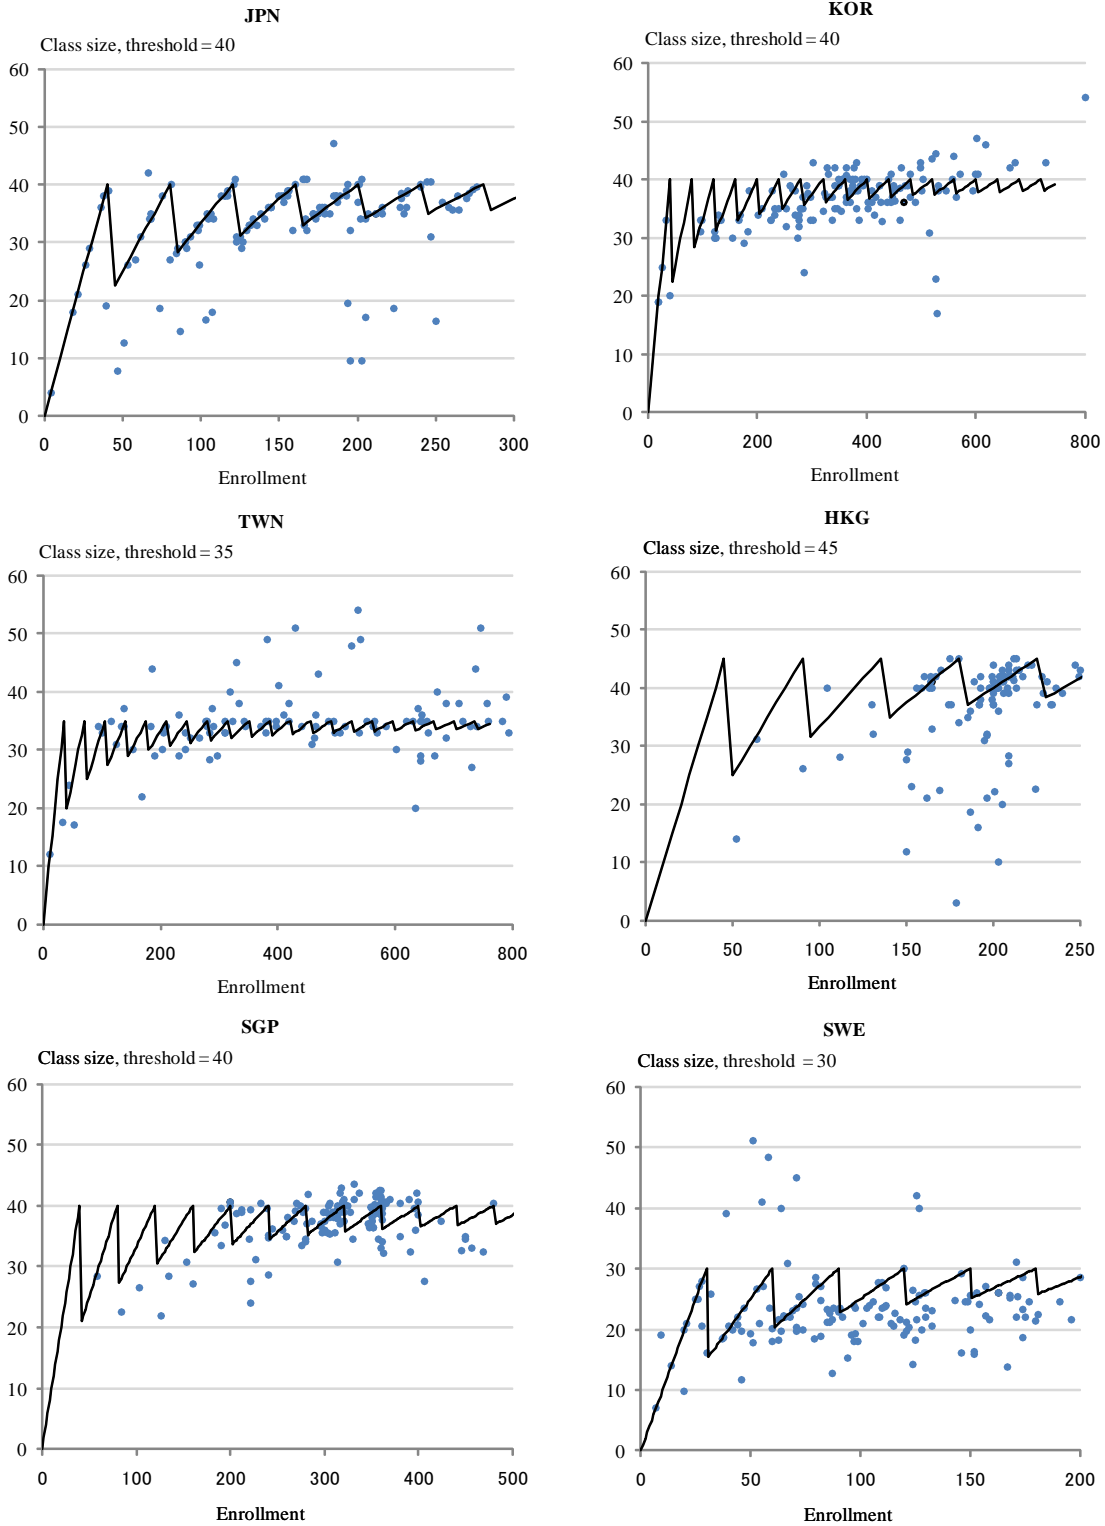 JPN
Class size, threshold = 40
60
50
40
30
20
10
0
0 50 100 150 200 250 300
Enrollment
KOR
Class size, threshold = 40
60
50
40
30
20
10
0
0 200 400 600 800
Enrollment
TWN
Class size, threshold = 35
60
50
40
30
20
10
0
0 200 400 600 800
Enrollment
HKG
Class size, threshold = 45
60
50
40
30
20
10
0
0 50 100 150 200 250
Enrollment
SGP
Class size, threshold = 40
60
50
40
30
20
10
0
0 100 200 300 400 500
Enrollment
SWE
Class size, threshold = 30
60
50
40
30
20
10
0
0 50 100 150 200
Enrollment